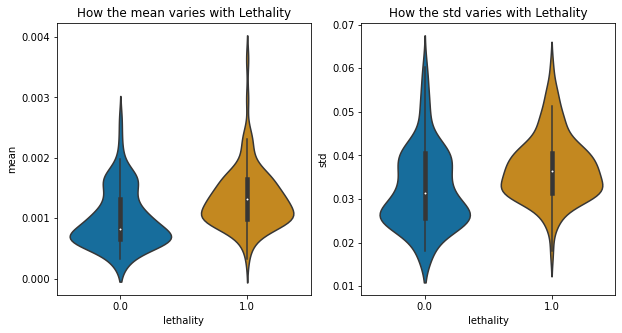 How the mean varies with Lethality
mean
0.004
0.003
0.002
0.001
0.000
0.0
1.0
lethality
How the std varies with Lethality
std
0.07
0.06
0.05
0.04
0.03
0.02
0.01
0.0
1.0
lethality